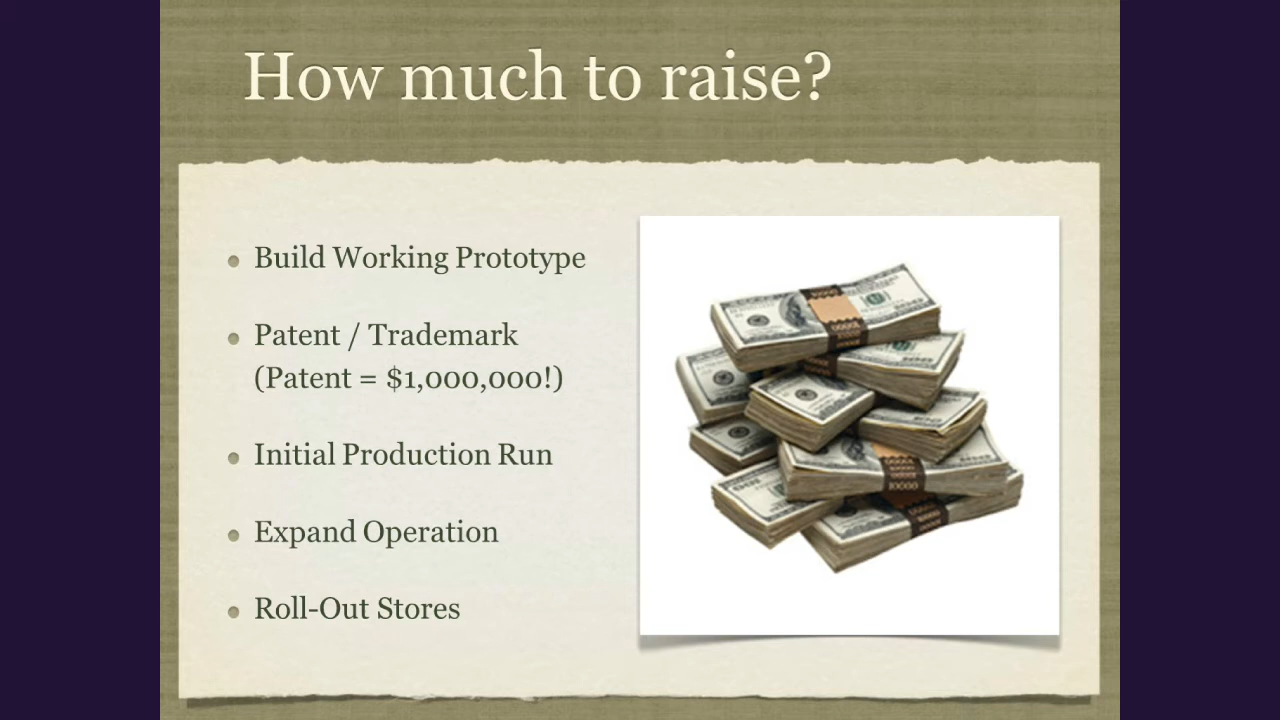 How much to raise?
Build Working Prototype
Patent / Trademark
(Patent = $1,000,000!)
Initial Production Run
Expand Operation
Roll-Out Stores
10000